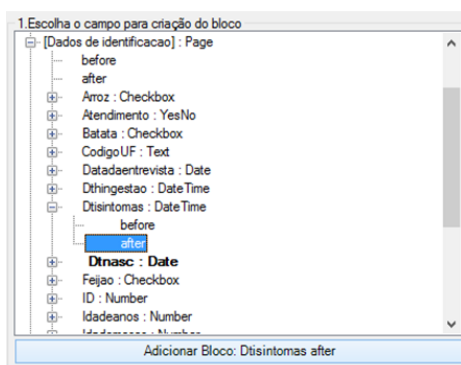 1.Escolha o campo para criação do bloco
[Dados de identificacao] : Page
before
after
Arroz : Checkbox
Atendimento : YesNo
Batata : Checkbox
CodigoUF : Text
Datadaentrevista : Date
Dthingestao : DateTime
Dtisintomas : DateTime
before
after
Dtnasc : Date
Feijao : Checkbox
ID : Number
Idadeanos : Number
Adicionar Bloco: Dtisintomas after